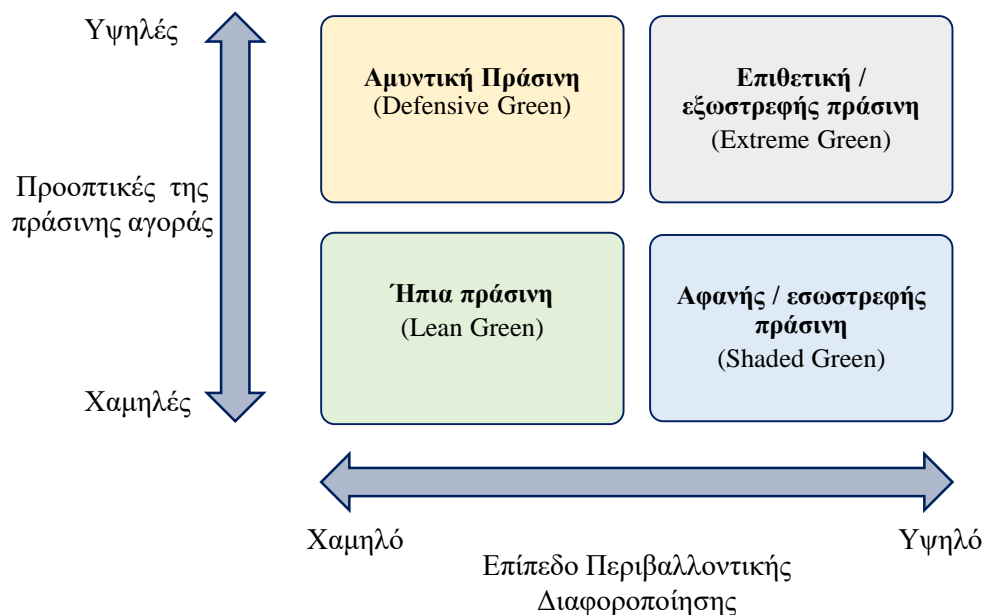 Υψηλές
Προοπτικές της
πράσινης αγοράς
Χαμηλές
Αμυντική Πράσινη
(Defensive Green)
Επιθετική /
εξωστρεφής πράσινη
(Extreme Green)
Ήπια πράσινη
(Lean Green)
Αφανής / εσωστρεφής
πράσινη
(Shaded Green)
Χαμηλό
Υψηλό
Επίπεδο Περιβαλλοντικής
Διαφοροποίησης